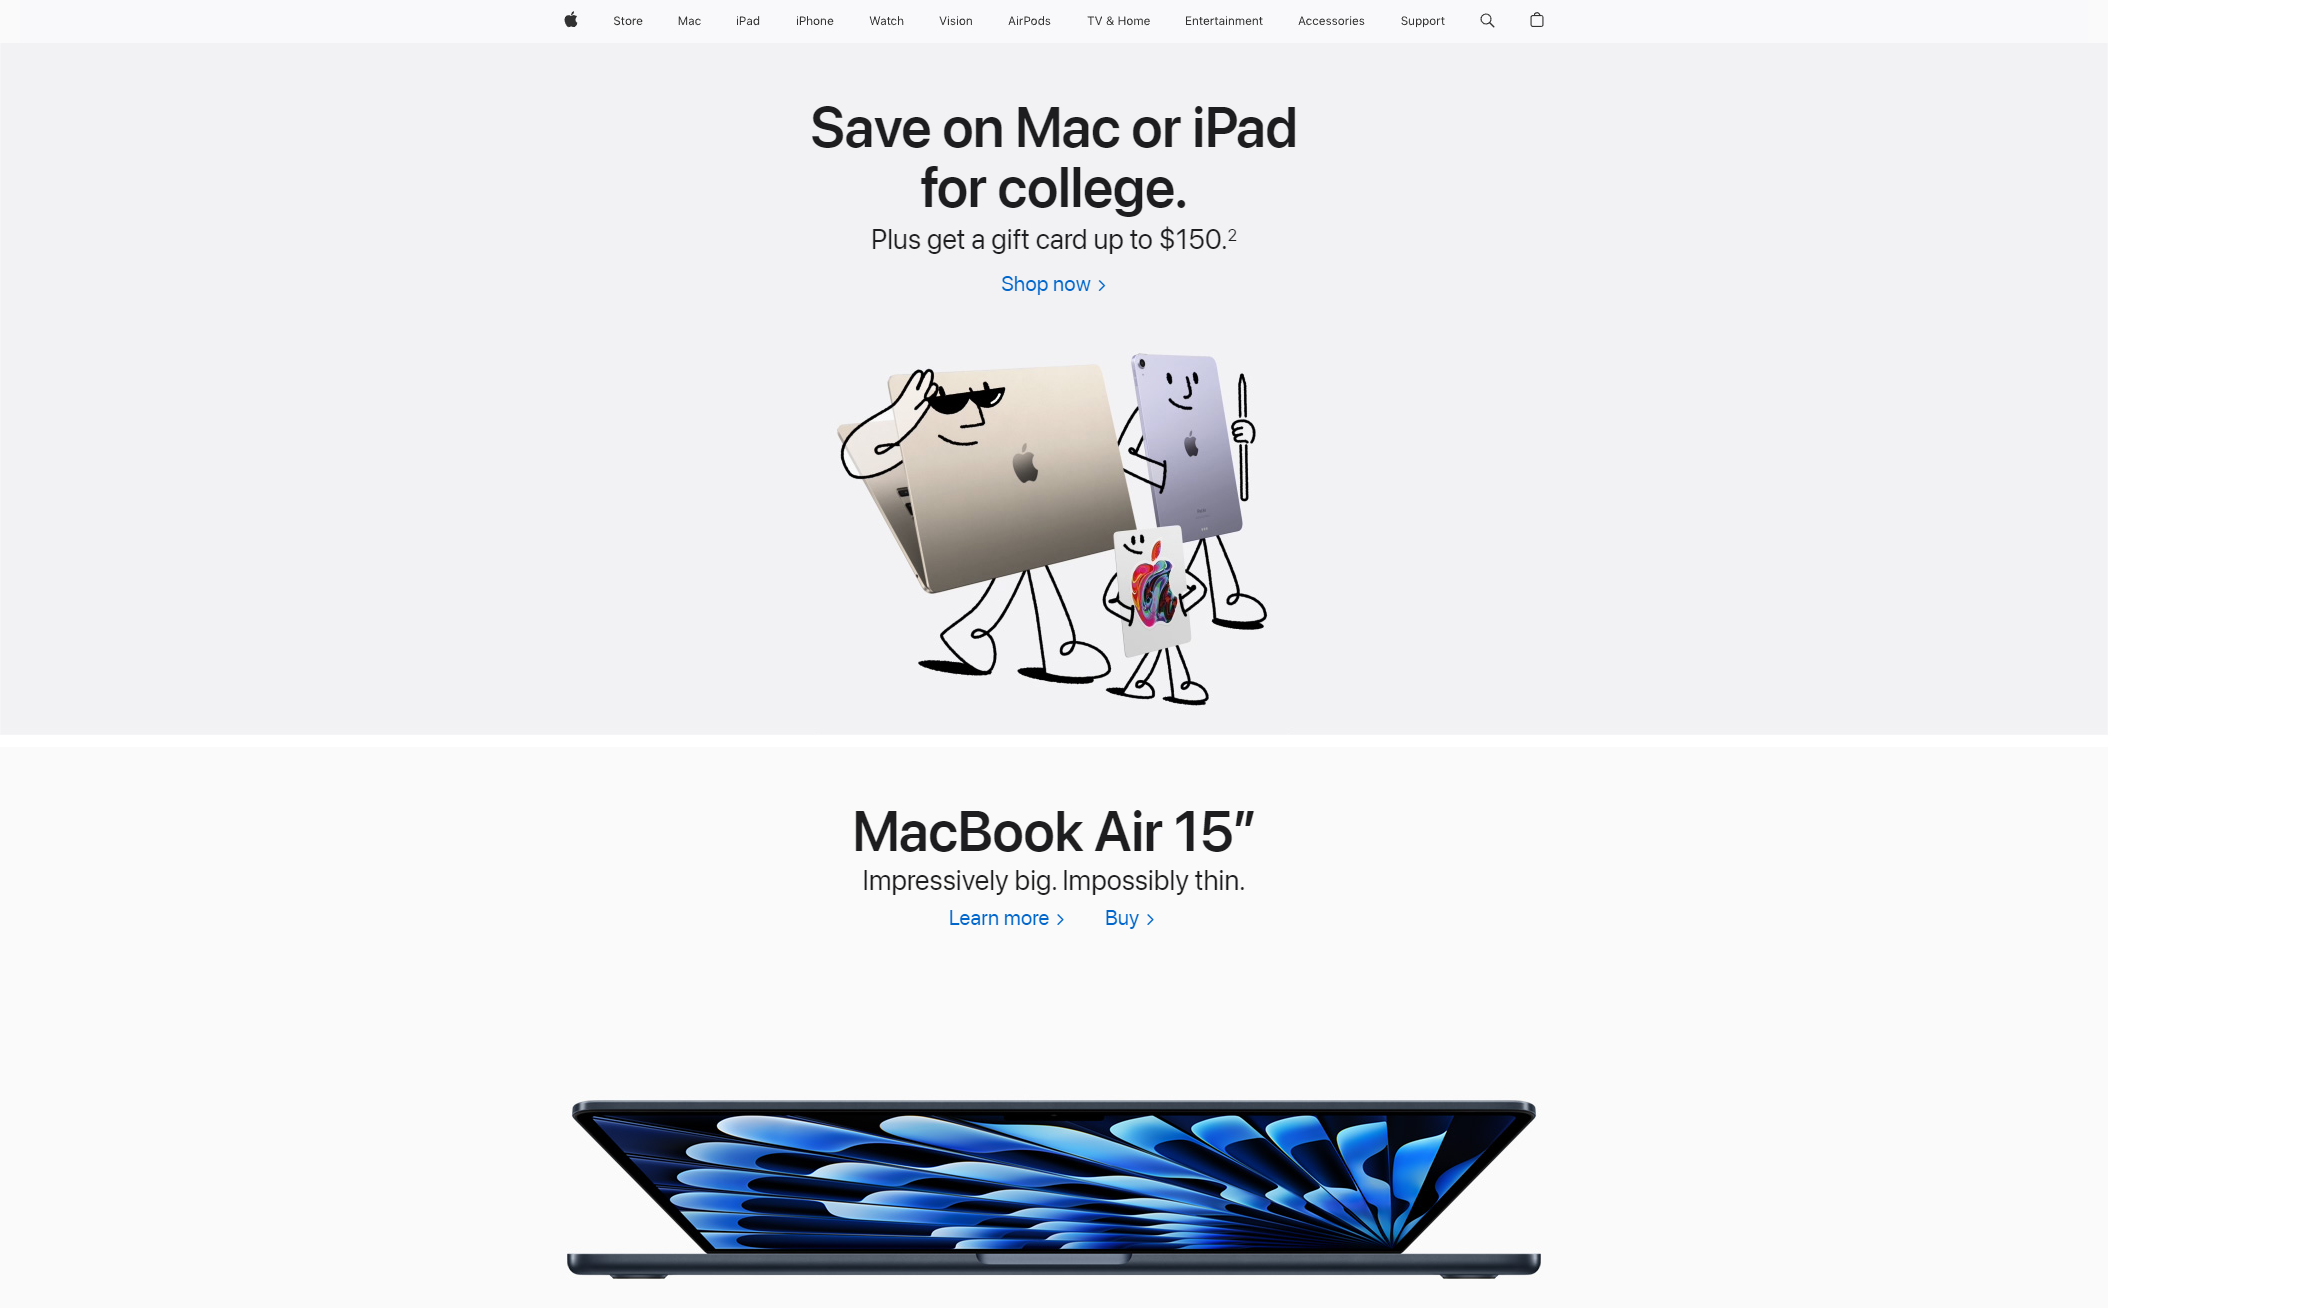 Store Mac iPad iPhone Watch Vision AirPods TV & Home Entertainment Accessories Support
Save on Mac or iPad
for college.
Plus get a gift card up to $150.²
Shop now >
MacBook Air 15”
Impressively big. Impossibly thin.
Learn more > Buy >